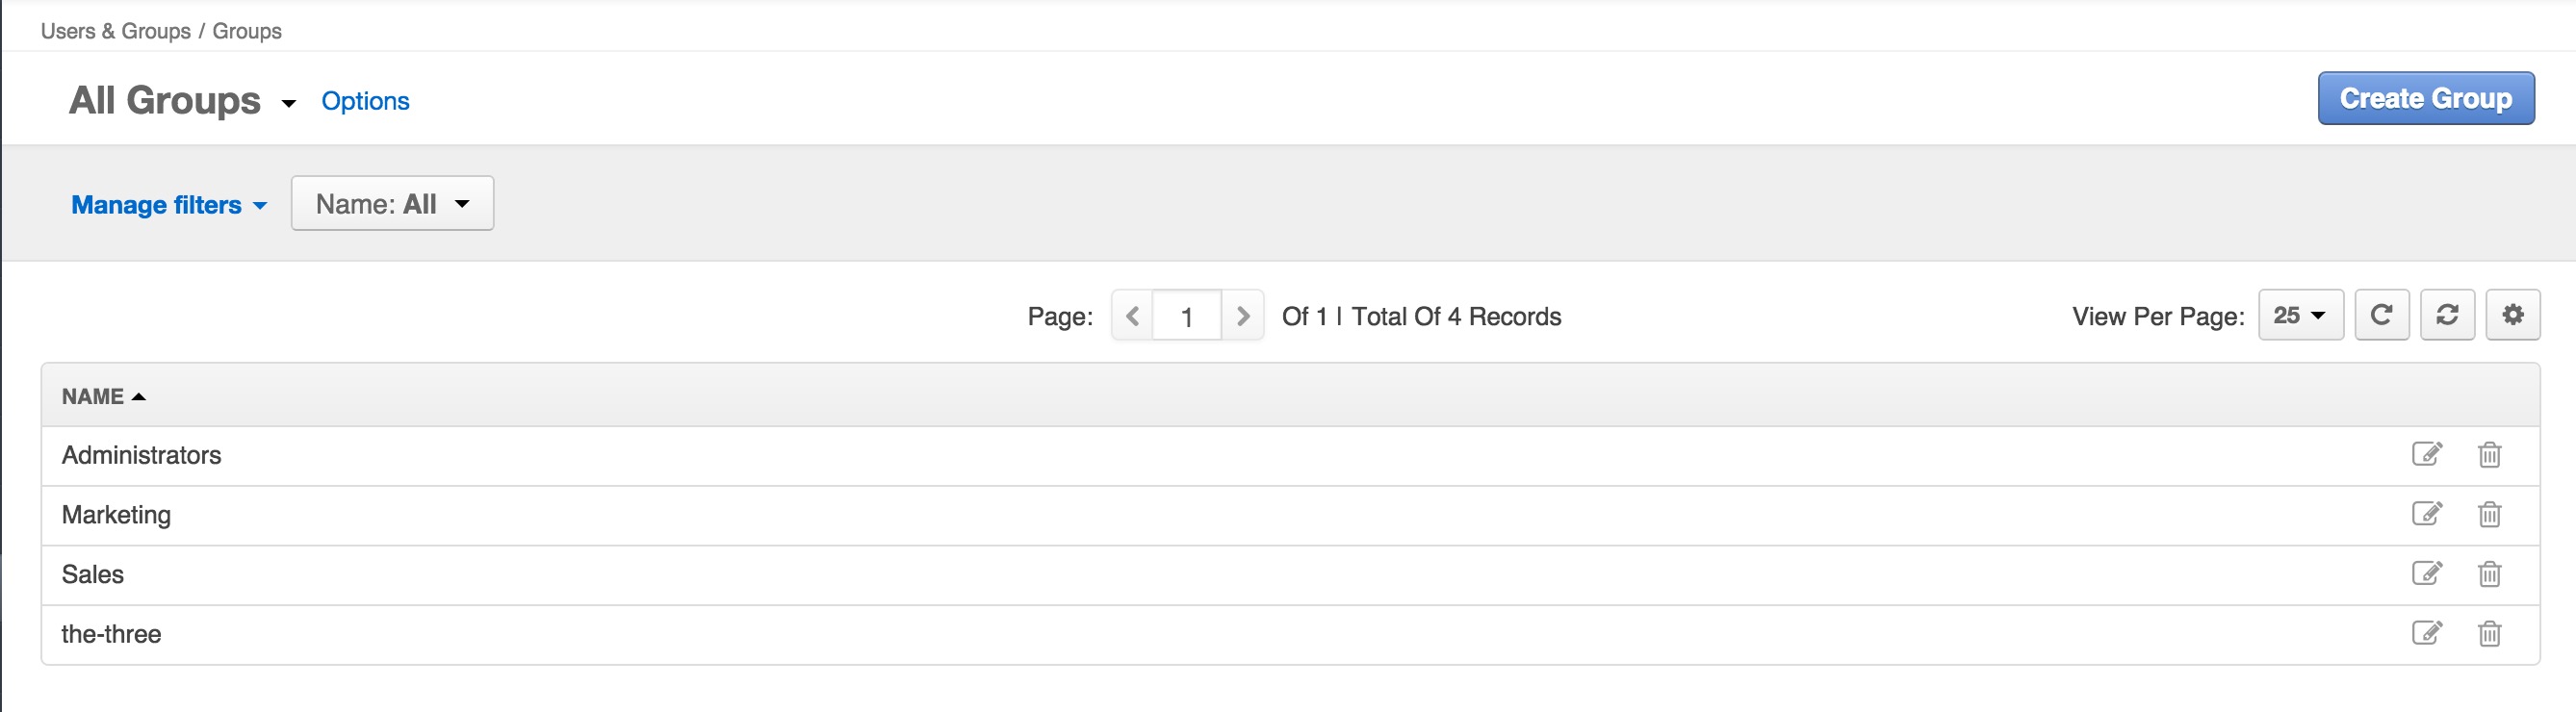 Users & Groups / Groups
All Groups Options Create Group
Manage filters Name: All
Page: 1 Of 1 | Total Of 4 Records View Per Page: 25
NAME
Administrators
Marketing
Sales
the-three